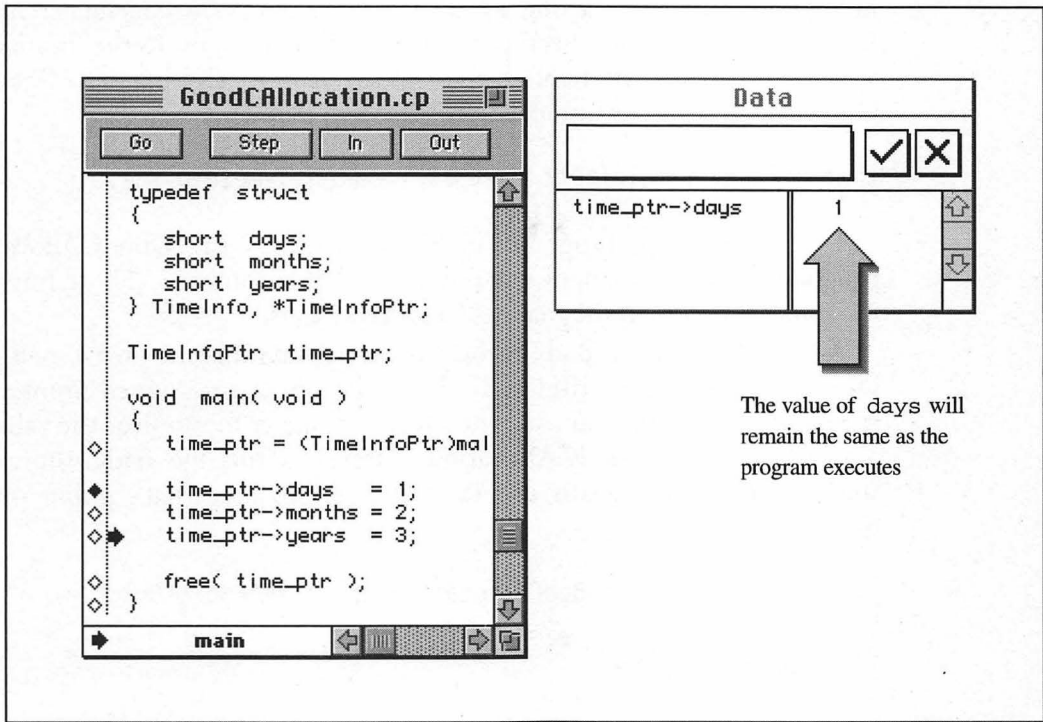 GoodCAllocation.cp
Go Step In Out
typedef struct
{
short days;
short months;
short years;
} TimeInfo, *TimeInfoPtr;
TimeInfoPtr time_ptr;
void main( void )
{
time_ptr = (TimeInfoPtr)mal
time_ptr->days = 1;
time_ptr->months = 2;
time_ptr->years = 3;
free( time_ptr );
}
main
Data
time_ptr->days 1
The value of days will
remain the same as the
program executes